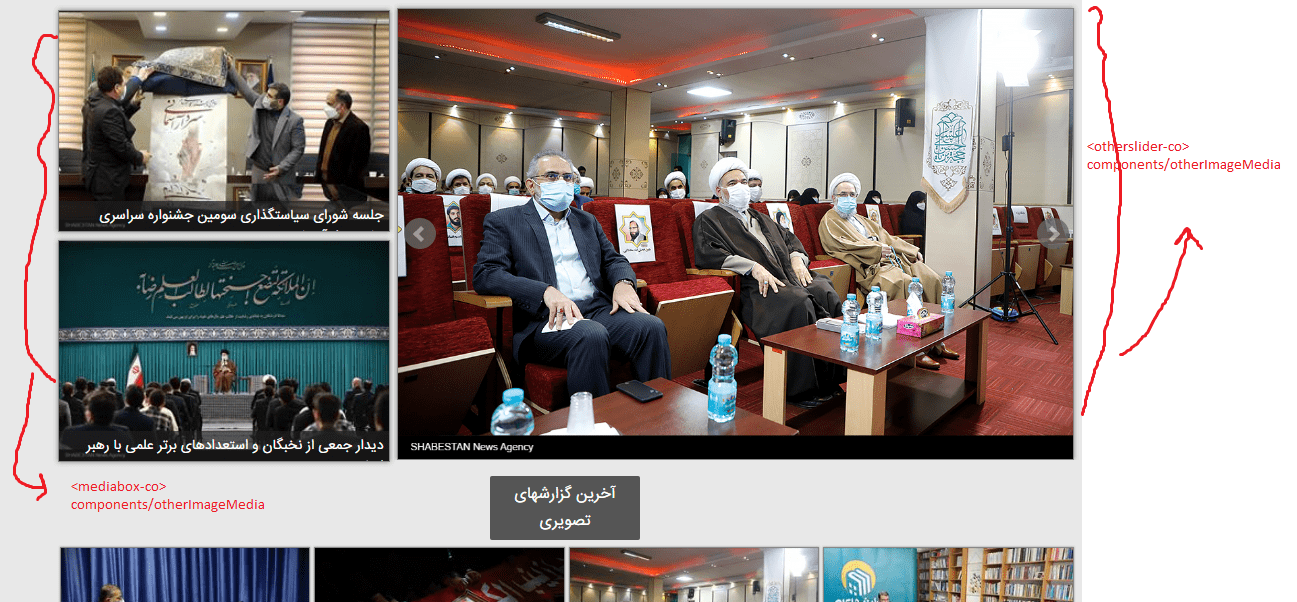 <otherslider-co>
components/otherImageMedia
جلسه شورای سیاستگذاری سومین جشنواره سراسری
SHABESTAN News Agency
دیدار جمعی از نخبگان و استعدادهای برتر علمی با رهبر
<mediabox-co>
components/otherImageMedia
آخرین گزارشهای
تصویری